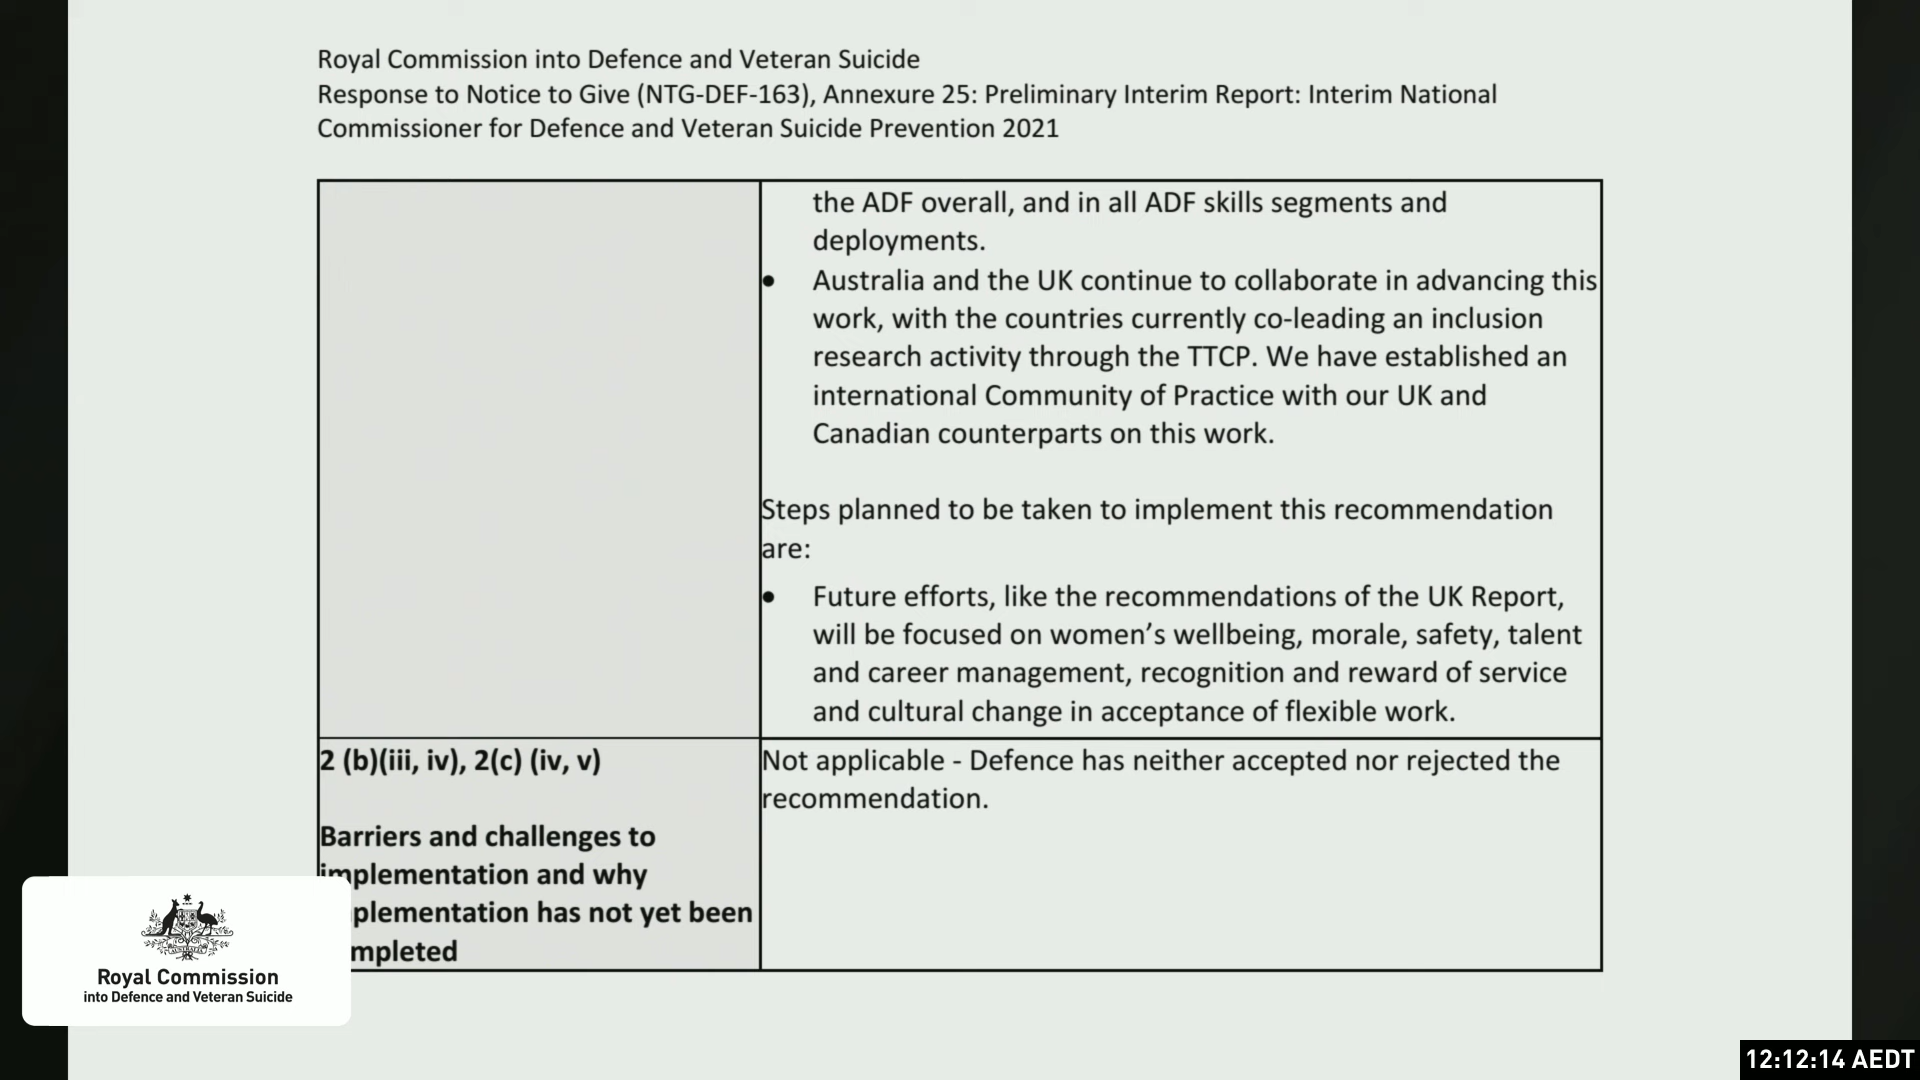 Royal Commission into Defence and Veteran Suicide
Response to Notice to Give (NTG-DEF-163), Annexure 25: Preliminary Interim Report: Interim National
Commissioner for Defence and Veteran Suicide Prevention 2021
the ADF overall, and in all ADF skills segments and
deployments.
• Australia and the UK continue to collaborate in advancing this
work, with the countries currently co-leading an inclusion
research activity through the TTCP. We have established an
international Community of Practice with our UK and
Canadian counterparts on this work.
Steps planned to be taken to implement this recommendation
are:
• Future efforts, like the recommendations of the UK Report,
will be focused on women’s wellbeing, morale, safety, talent
and career management, recognition and reward of service
and cultural change in acceptance of flexible work.
2 (b)(iii, iv), 2(c) (iv, v)
Barriers and challenges to
implementation and why
plementation has not yet been
mpleted
Not applicable - Defence has neither accepted nor rejected the
recommendation.
AUSTRALIA
Royal Commission
into Defence and Veteran Suicide
12:12:14 AEDT